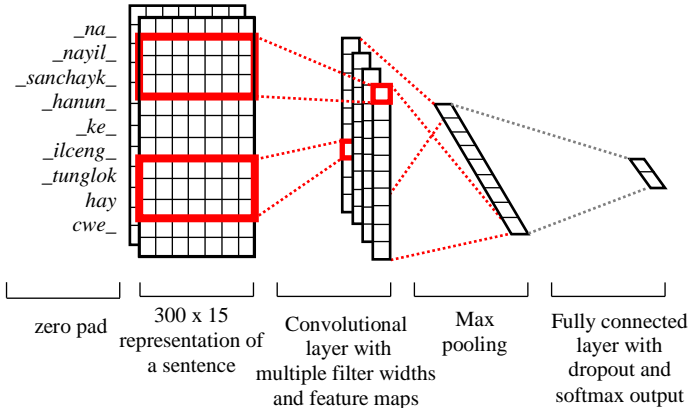 _na_
_nayil_
_sanchayk_
_hanun_
_ke_
_ilceng_
_tunglok
hay
cwe_
zero pad
300 x 15
representation of
a sentence
Convolutional
layer with
multiple filter widths
and feature maps
Max
pooling
Fully connected
layer with
dropout and
softmax output